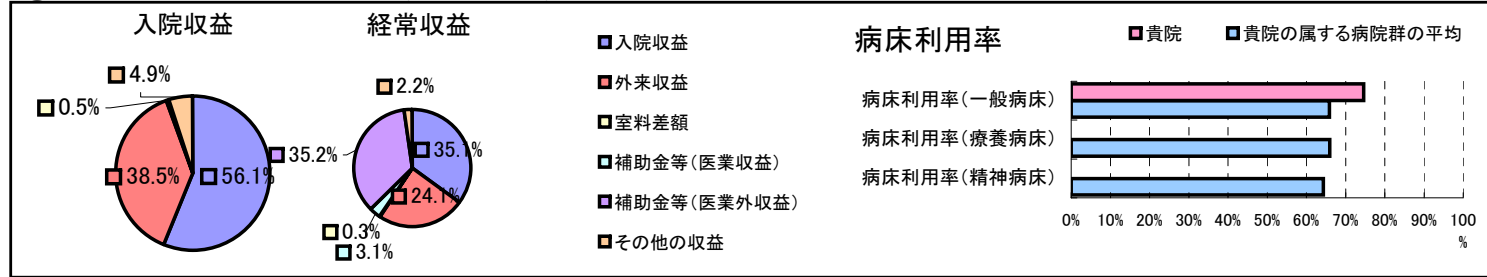 入院収益
4.9%
0.5%
38.5%
56.1%
経常収益
2.2%
35.2%
35.1%
24.1%
0.3%
3.1%
入院収益
外来収益
室料差額
補助金等(医業収益)
補助金等(医業外収益)
その他の収益
病床利用率
貴院
貴院の属する病院群の平均
病床利用率(一般病床)
病床利用率(療養病床)
病床利用率(精神病床)
0% 10% 20% 30% 40% 50% 60% 70% 80% 90% 100
%